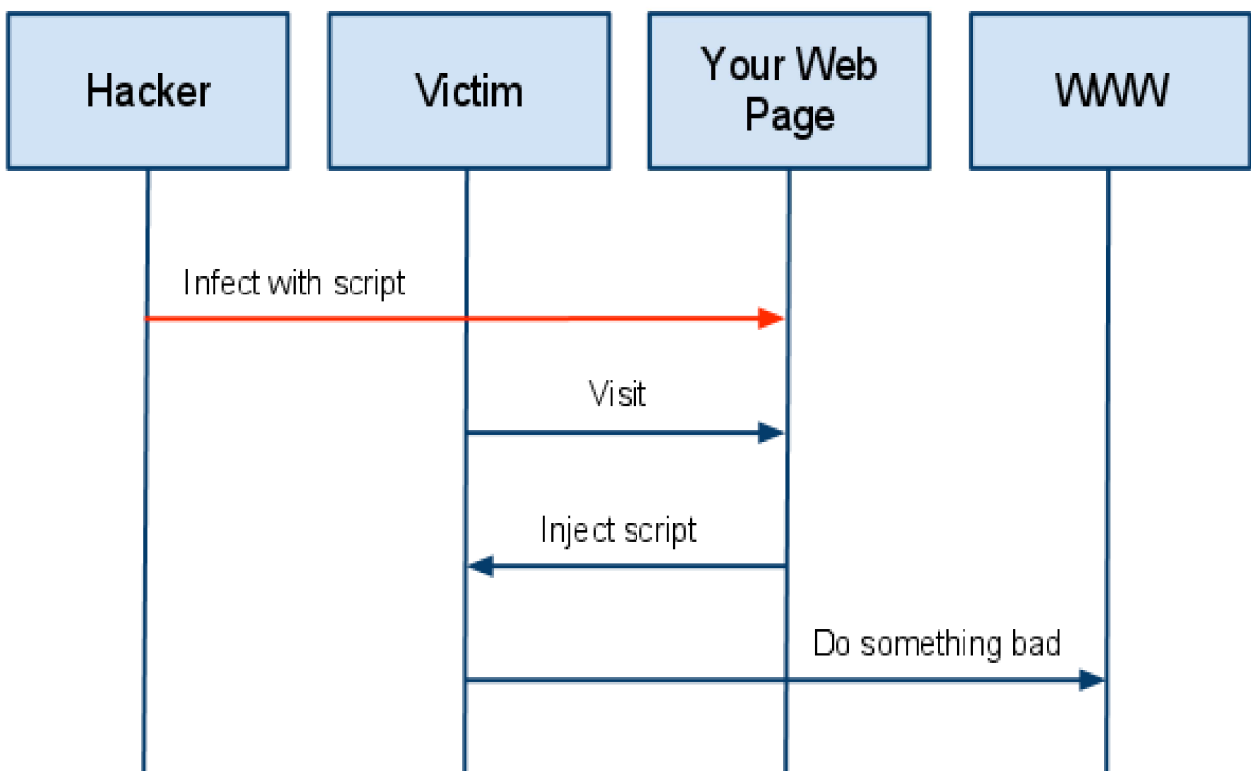 Hacker
Victim
Your Web
Page
WWW
Infect with script
Visit
Inject script
Do something bad